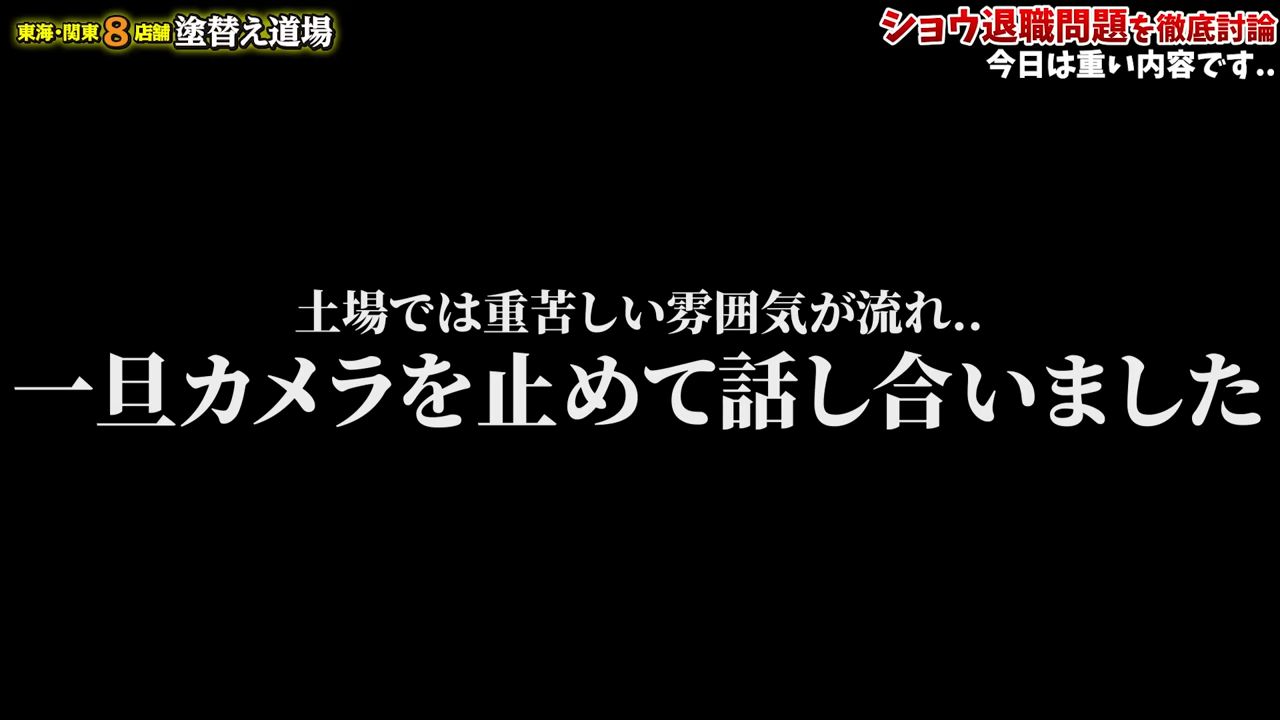 東海・関東8店舗 塗替え道場
ショウ退職問題を徹底討論
今日は重い内容です..
土場では重苦しい雰囲気が流れ..
一旦カメラを止めて話し合いました